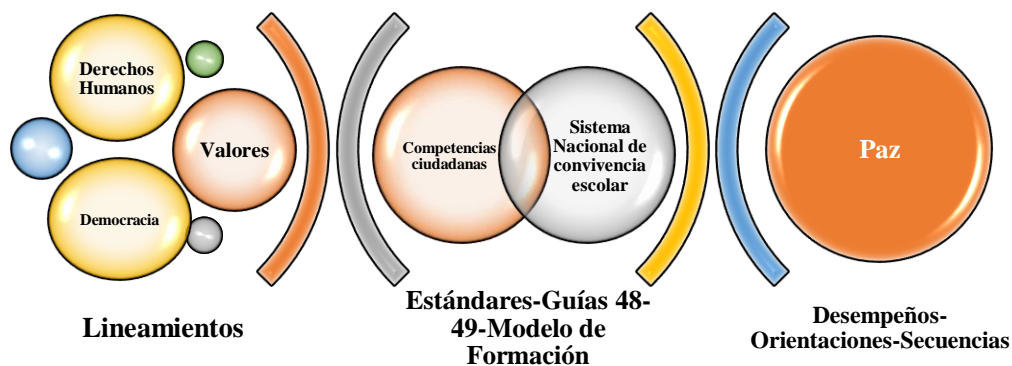 Derechos
Humanos
Valores
Democracia
Lineamientos
Competencias
ciudadanas
Sistema
Nacional de
convivencia
escolar
Estándares-Guías 48-
49-Modelo de
Formación
Paz
Desempeños-
Orientaciones-Secuencias